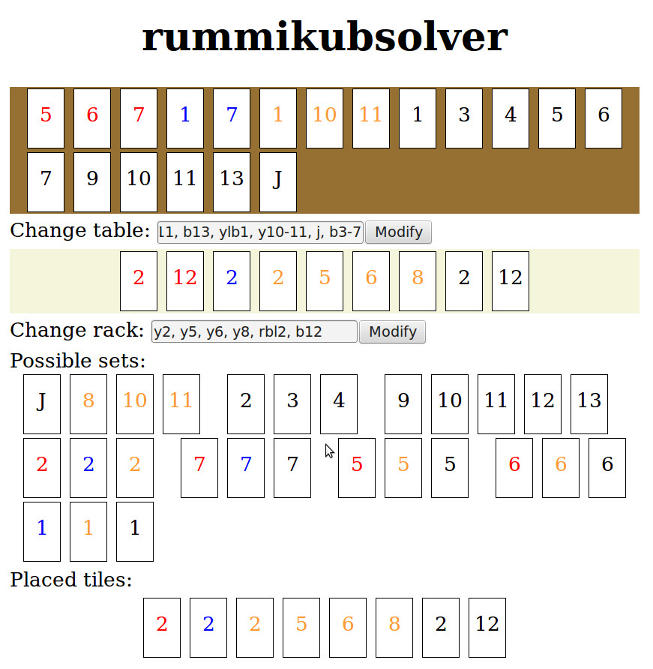 rummikubsolver
5 6 7 1 7 1 10 11 1 3 4 5 6
7 9 10 11 13 J
Change table: 11, b13, ylb1, y10-11, j, b3-7 Modify
2 12 2 2 5 6 8 2 12
Change rack: y2, y5, y6, y8, rbl2, b12 Modify
Possible sets:
J 8 10 11 2 3 4 9 10 11 12 13
2 2 2 7 7 7 5 5 5 6 6 6
1 1 1
Placed tiles:
2 2 2 5 6 8 2 12